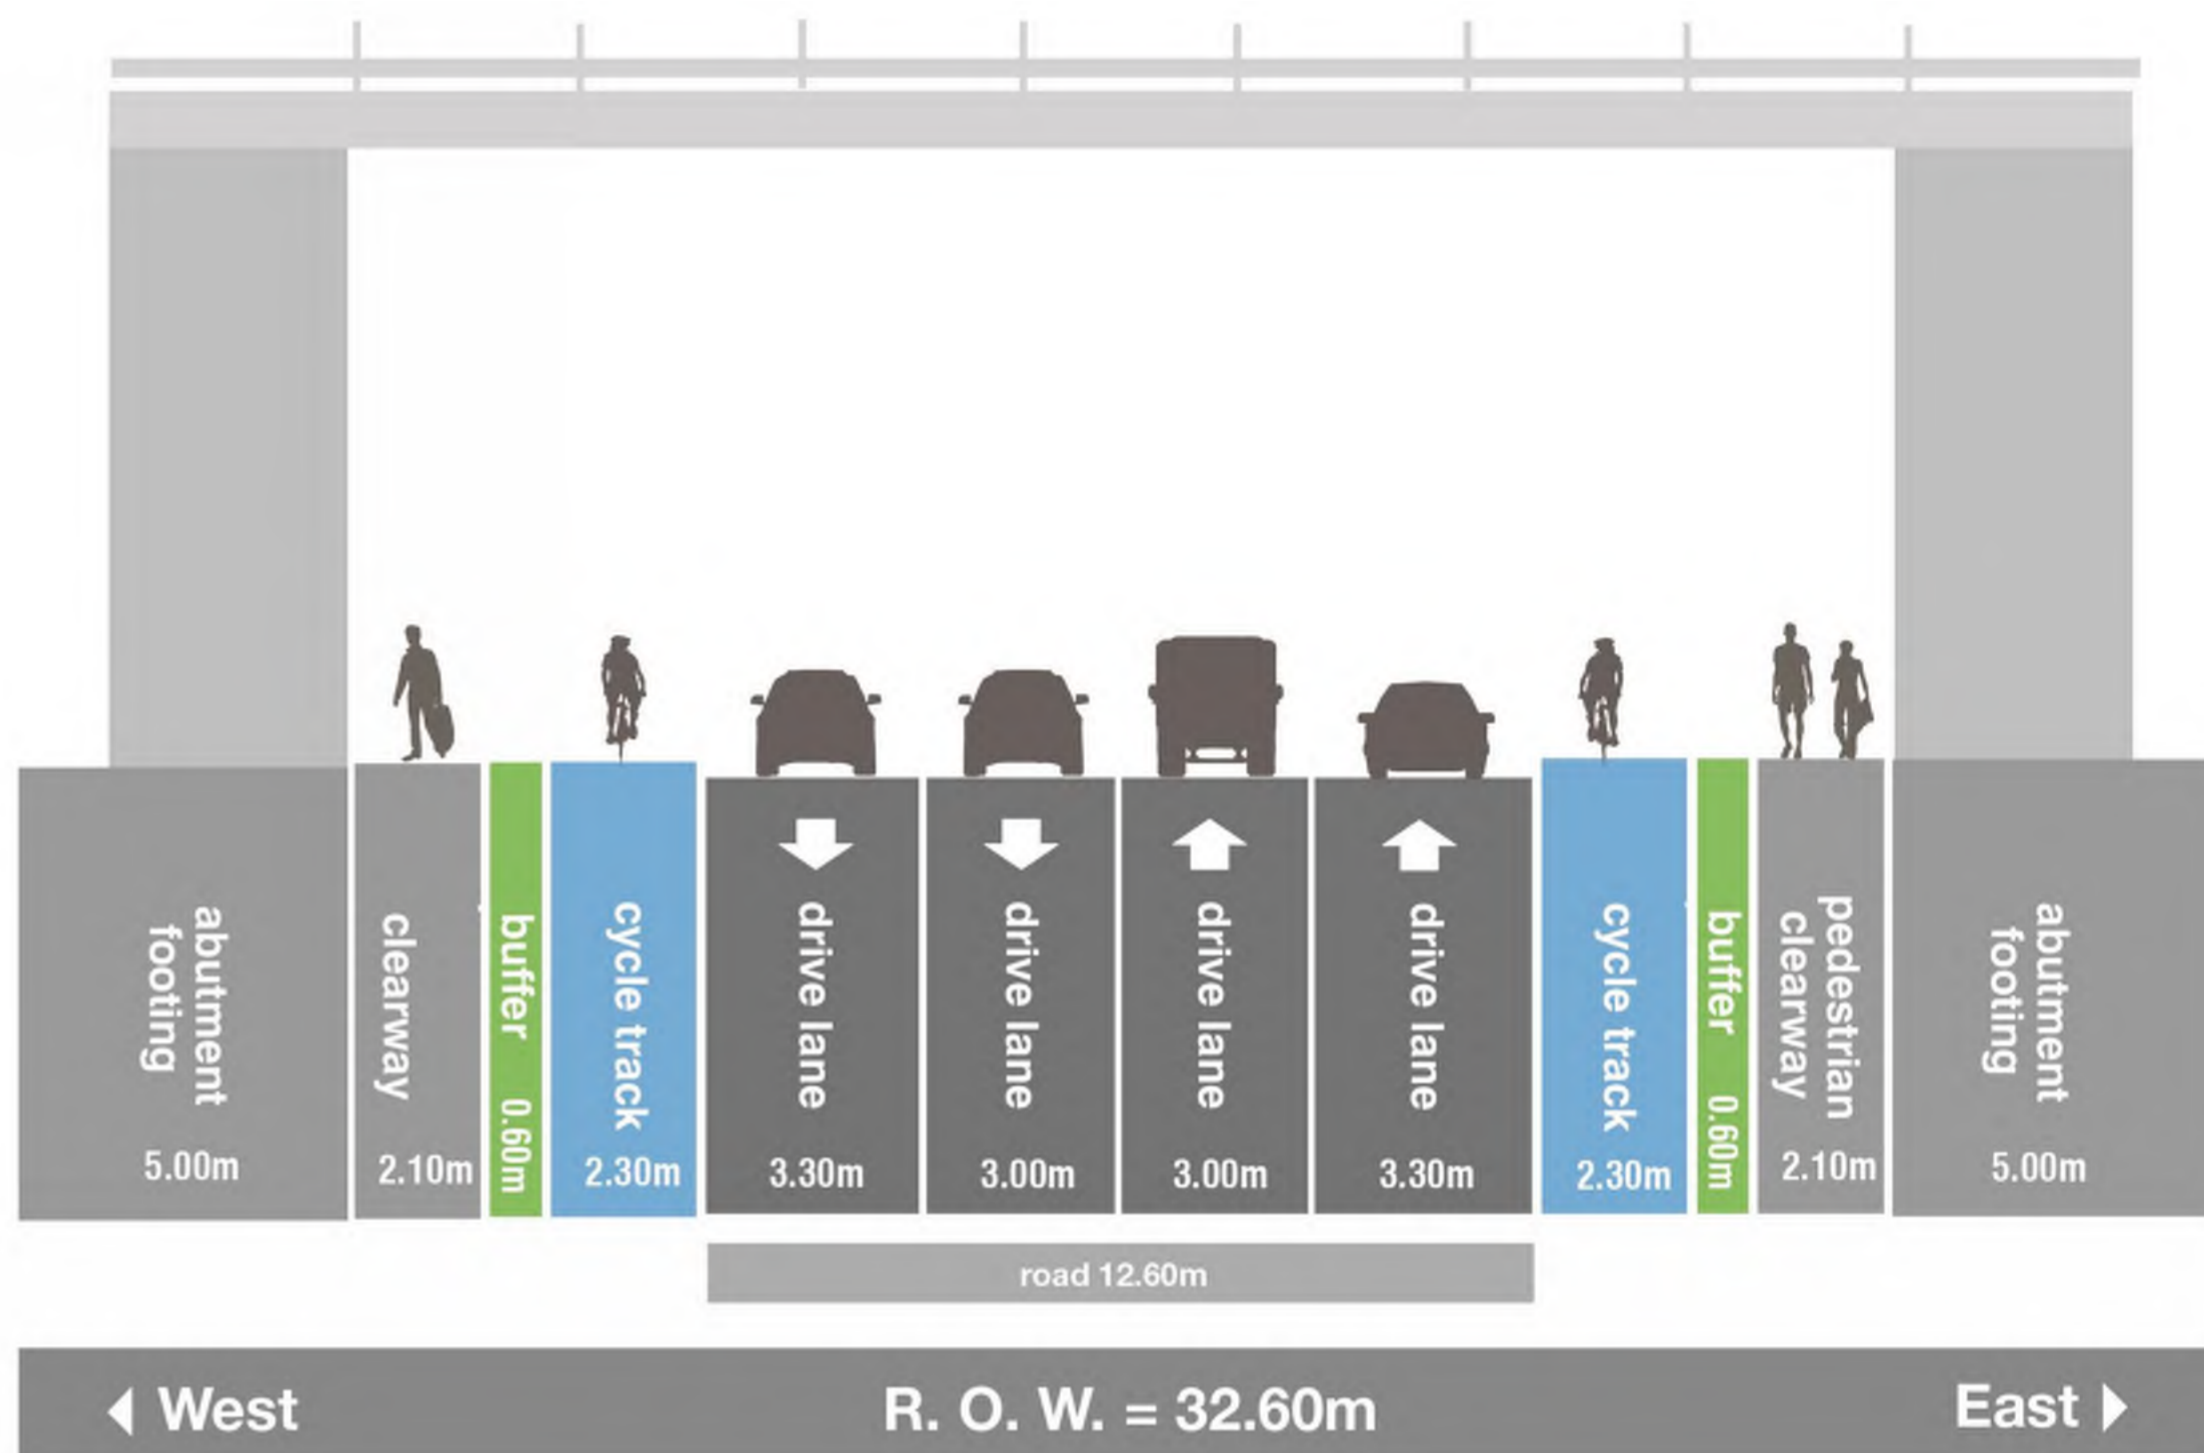 abutment
footing
5.00m
clearway
2.10m
buffer 0.60m
cycle track
2.30m
drive lane
3.30m
drive lane
3.00m
drive lane
3.00m
drive lane
3.30m
cycle track
2.30m
buffer 0.60m
pedestrian
clearway
2.10m
abutment
footing
5.00m
road 12.60m
West
R. O. W. = 32.60m
East